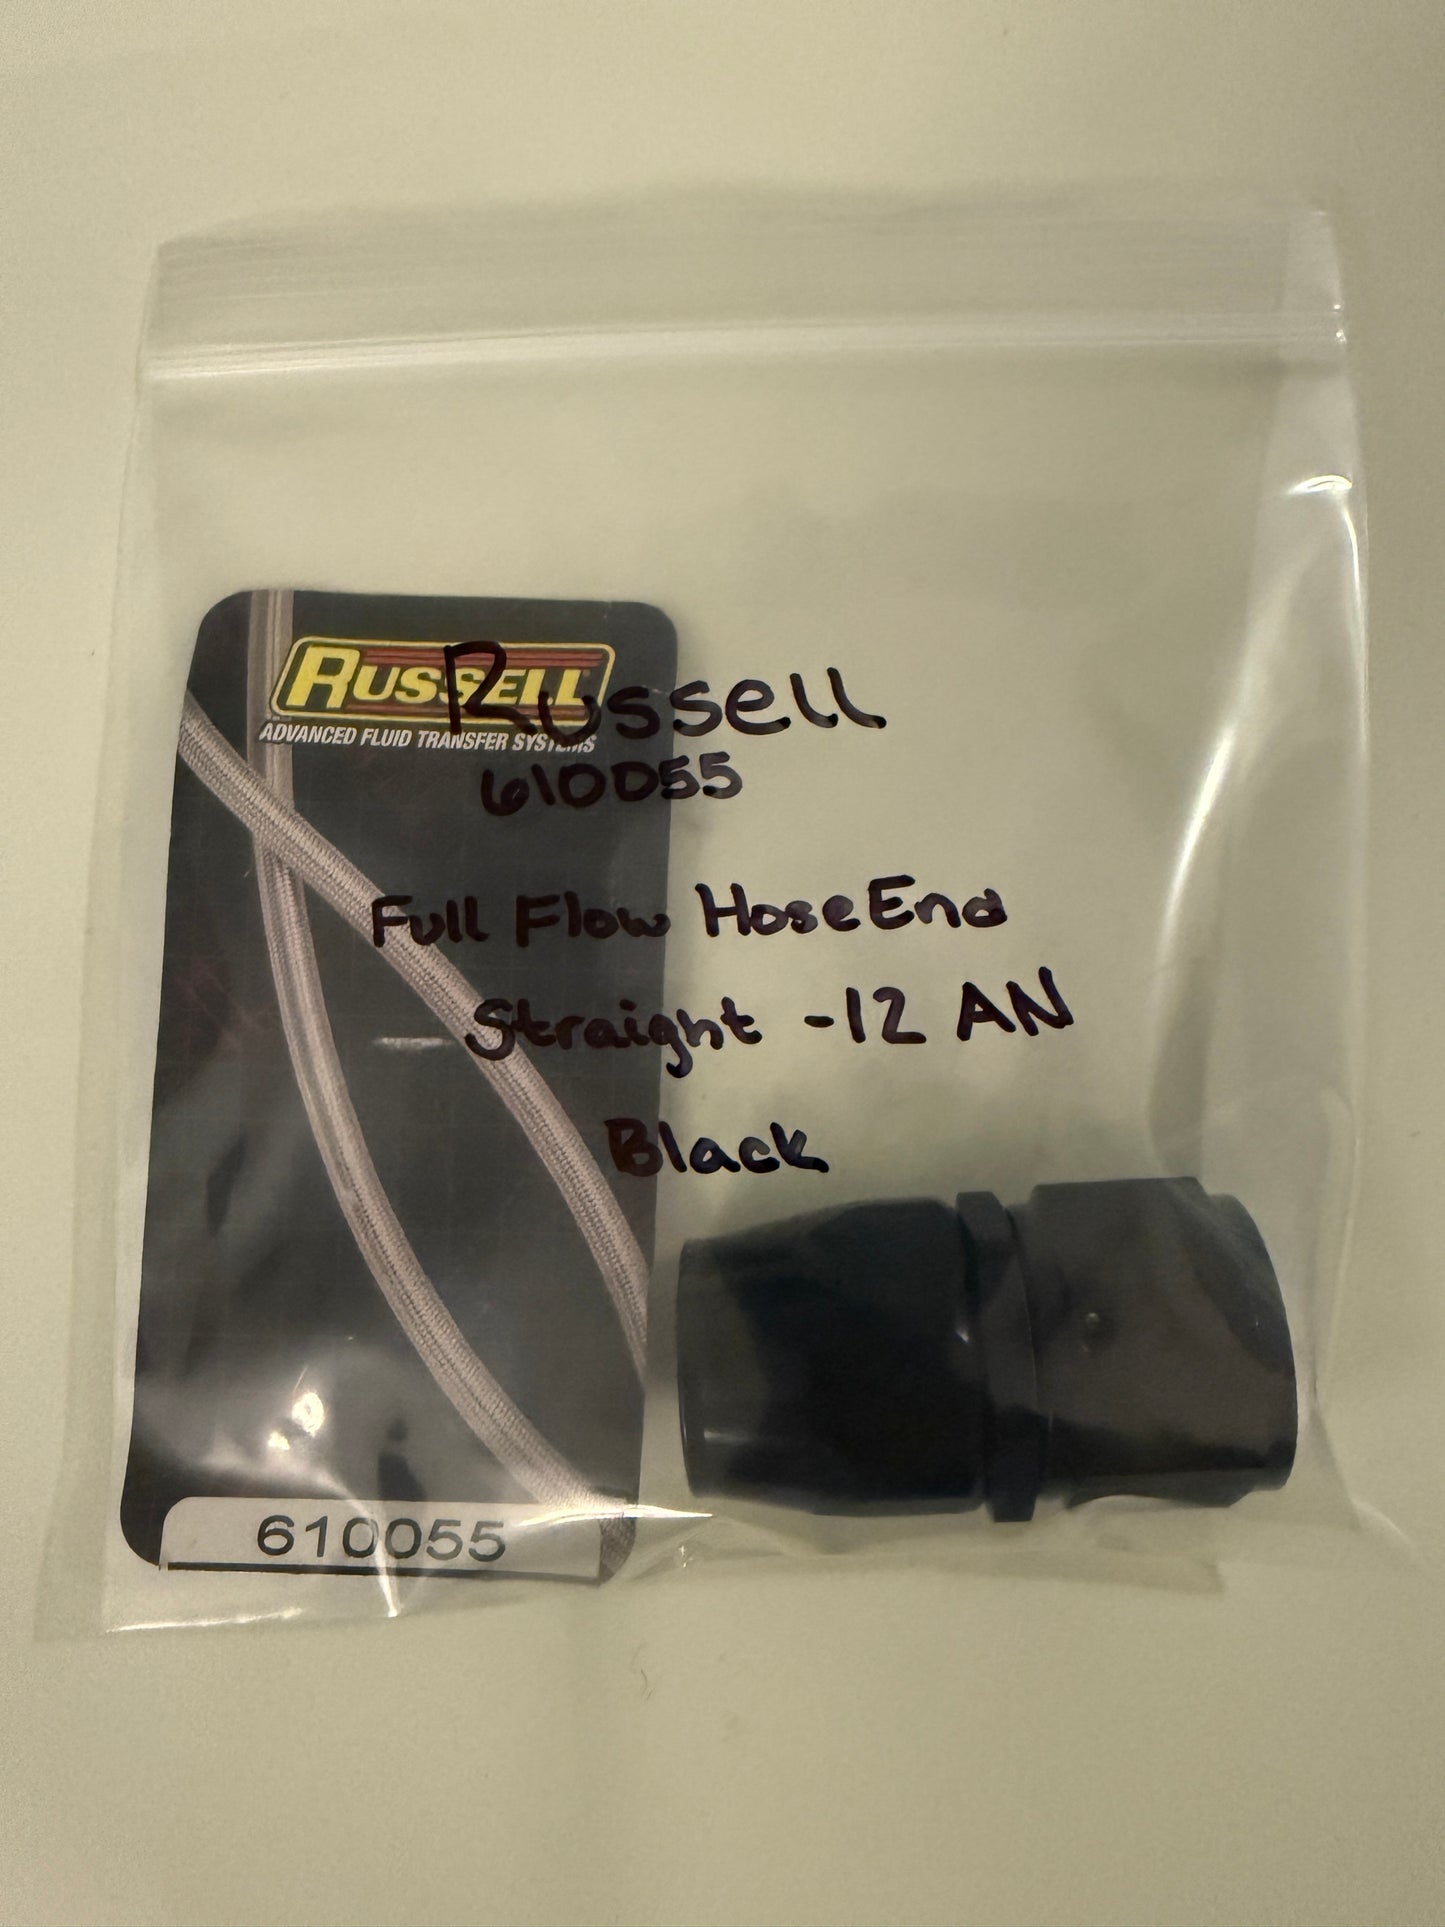 RUSSELL
ADVANCED FLUID TRANSFER SYSTEMS
Russell
610055
Full Flow Hose End
Straight -12 AN
Black
610055